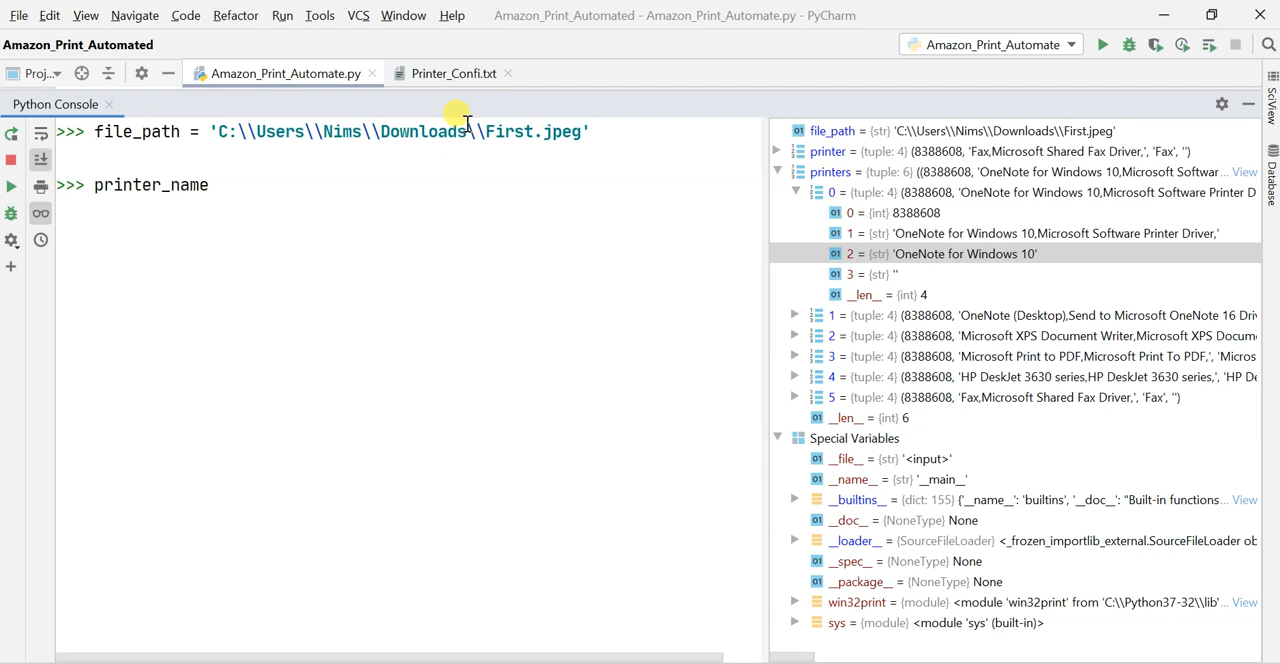 File Edit View Navigate Code Refactor Run Tools VCS Window Help Amazon_Print_Automated - Amazon_Print_Automate.py - PyCharm
Amazon_Print_Automated Amazon_Print_Automate
Proj... Amazon_Print_Automate.py Printer_Confi.txt
Python Console
>>> file_path = 'C:\\Users\\Nims\\Downloads\\First.jpeg'
>>> printer_name
file_path = {str} 'C:\\Users\\Nims\\Downloads\\First.jpeg'
printer = {tuple: 4} (8388608, 'Fax,Microsoft Shared Fax Driver,', 'Fax', '')
printers = {tuple: 6} ((8388608, 'OneNote for Windows 10,Microsoft Softwar... View
0 = {tuple: 4} (8388608, 'OneNote for Windows 10,Microsoft Software Printer D
0 = {int} 8388608
1 = {str} 'OneNote for Windows 10,Microsoft Software Printer Driver,'
2 = {str} 'OneNote for Windows 10'
3 = {str} ''
__len__ = {int} 4
1 = {tuple: 4} (8388608, 'OneNote (Desktop),Send to Microsoft OneNote 16 Dri
2 = {tuple: 4} (8388608, 'Microsoft XPS Document Writer,Microsoft XPS Docum
3 = {tuple: 4} (8388608, 'Microsoft Print to PDF,Microsoft Print To PDF,', 'Micros
4 = {tuple: 4} (8388608, 'HP DeskJet 3630 series,HP DeskJet 3630 series,', 'HP De
5 = {tuple: 4} (8388608, 'Fax,Microsoft Shared Fax Driver,', 'Fax', '')
__len__ = {int} 6
Special Variables
__file__ = {str} '<input>'
__name__ = {str} '__main__'
__builtins__ = {dict: 155} {'__name__': 'builtins', '__doc__': "Built-in functions... View
__doc__ = {NoneType} None
__loader__ = {SourceFileLoader} <_frozen_importlib_external.SourceFileLoader ob
__spec__ = {NoneType} None
__package__ = {NoneType} None
win32print = {module} <module 'win32print' from 'C:\\Python37-32\\lib'... View
sys = {module} <module 'sys' (built-in)>
SciView
Database